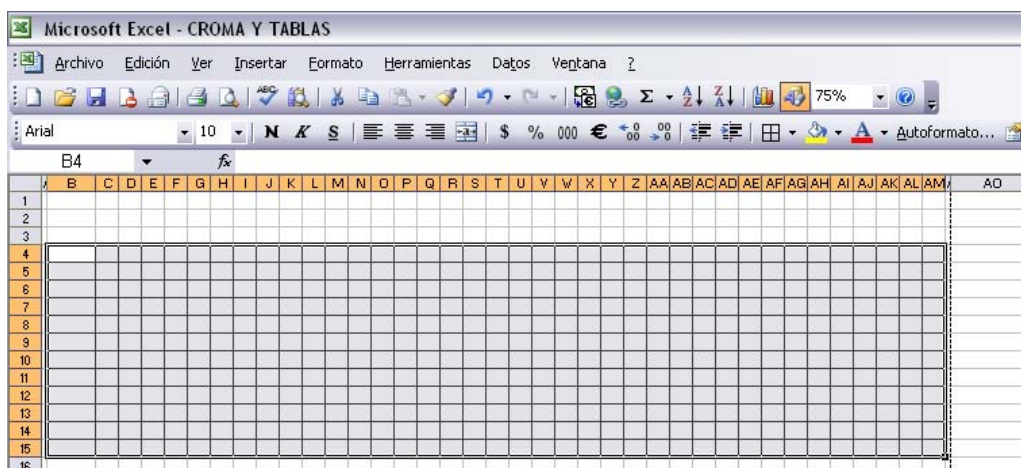 Microsoft Excel - CROMA Y TABLAS
Archivo Edición Ver Insertar Formato Herramientas Datos Ventana ?
ABC Σ A Z Z A 75% ?
Arial 10 N K S a $ % 000 € A Autoformato...
B4 fx
B C D E F G H I J K L M N O P Q R S T U V W X Y Z AA AB AC AD AE AF AG AH AI AJ AK AL AM AO
1
2
3
4
5
6
7
8
9
10
11
12
13
14
15
16